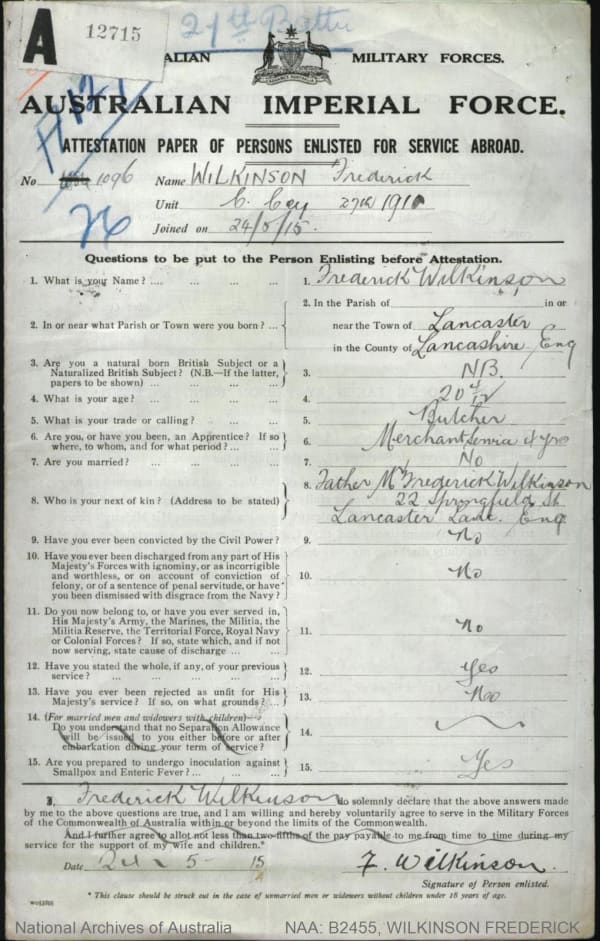 A 12715 27th Battn
ALIAN MILITARY FORCES.
AUSTRALIAN IMPERIAL FORCE.
ATTESTATION PAPER OF PERSONS ENLISTED FOR SERVICE ABROAD.
No 1096 Name WILKINSON Frederick
Unit C. Coy 27th
Joined on 24/5/15.
26
Questions to be put to the Person Enlisting before Attestation.
1. What is your Name? ... ... ... ... 1. Frederick Wilkinson
2. In or near what Parish or Town were you born? ... 2. In the Parish of in or
near the Town of Lancaster
in the County of Lancashire Eng
3. Are you a natural born British Subject or a
Naturalized British Subject? (N.B.—If the latter,
papers to be shown) ... ... ... ... 3. NB.
4. What is your age? ... ... ... ... 4. 20 4/12
5. What is your trade or calling? ... ... ... 5. Butcher
6. Are you, or have you been, an Apprentice? If so
where, to whom, and for what period? ... ... 6. Merchant Service 4 yrs
7. Are you married? ... ... ... ... 7. No
8. Who is your next of kin? (Address to be stated) 8. Father Mr Frederick Wilkinson
22 Springfield St
Lancaster Lanc. Eng
9. Have you ever been convicted by the Civil Power? 9. No
10. Have you ever been discharged from any part of His
Majesty's Forces with ignominy, or as incorrigible
and worthless, or on account of conviction of
felony, or of a sentence of penal servitude, or have
you been dismissed with disgrace from the Navy? 10. No
11. Do you now belong to, or have you ever served in,
His Majesty's Army, the Marines, the Militia, the
Militia Reserve, the Territorial Force, Royal Navy
or Colonial Forces? If so, state which, and if not
now serving, state cause of discharge ... ... 11. No
12. Have you stated the whole, if any, of your previous
service? ... ... ... ... 12. Yes
13. Have you ever been rejected as unfit for His
Majesty's service? If so, on what grounds? ... 13. No
14. (For married men and widowers with children)—
Do you understand that no Separation Allowance
will be issued to you either before or after
embarkation during your term of service? 14.
15. Are you prepared to undergo inoculation against
Smallpox and Enteric Fever? ... ... ... 15. Yes
I, Frederick Wilkinson do solemnly declare that the above answers made
by me to the above questions are true, and I am willing and hereby voluntarily agree to serve in the Military Forces
of the Commonwealth of Australia within or beyond the limits of the Commonwealth.
And I further agree to allot not less than two-fifths of the pay payable to me from time to time during my
service for the support of my wife and children.*
Date 24 - 5 - 15 F. Wilkinson.
Signature of Person enlisted.
* This clause should be struck out in the case of unmarried men or widowers without children under 18 years of age.
National Archives of Australia NAA: B2455, WILKINSON FREDERICK